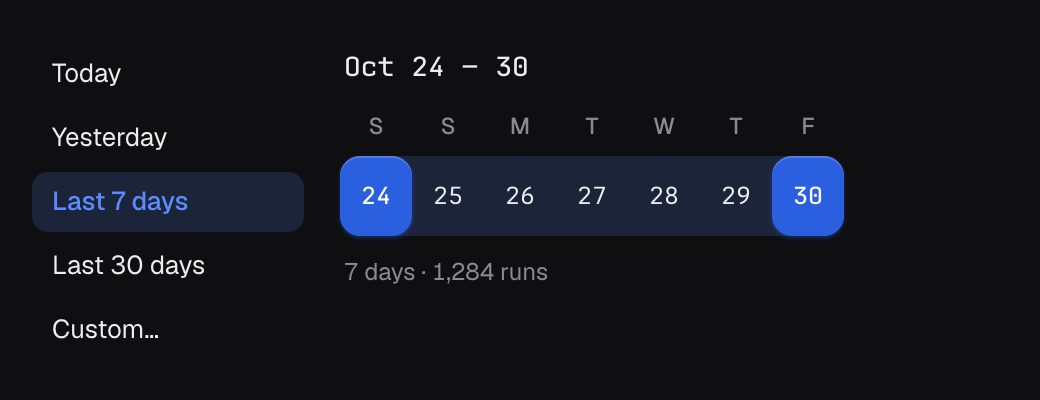 Today
Yesterday
Last 7 days
Last 30 days
Custom…
Oct 24 – 30
S S M T W T F
24 25 26 27 28 29 30
7 days · 1,284 runs